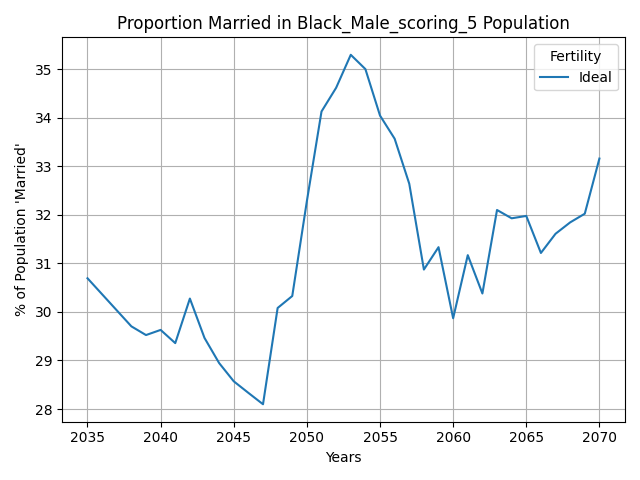 Proportion Married in Black_Male_scoring_5 Population
Fertility
Ideal
% of Population 'Married'
35
34
33
32
31
30
29
28
2035 2040 2045 2050 2055 2060 2065 2070
Years